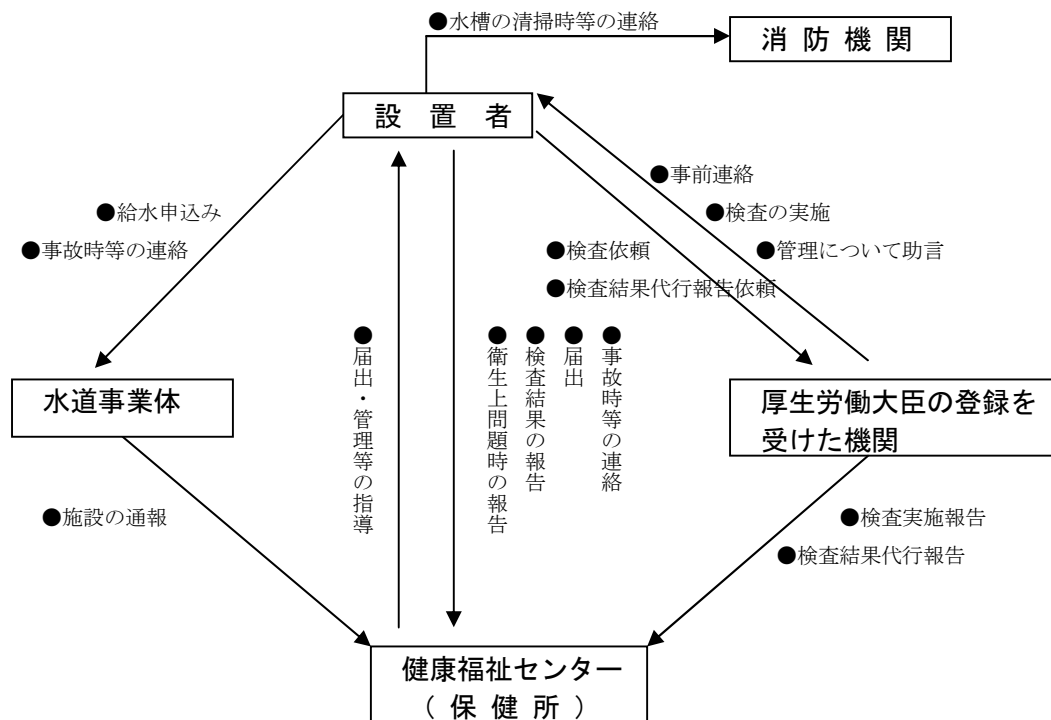 ●水槽の清掃時等の連絡
消 防 機 関
設 置 者
●事前連絡
●給水申込み
●検査の実施
●事故時等の連絡
●検査依頼
●管理について助言
●検査結果代行報告依頼
●届出・管理等の指導
●衛生上問題時の報告
●検査結果の報告
●届出
●事故時等の連絡
水道事業体
厚生労働大臣の登録を
受けた機関
●施設の通報
●検査実施報告
●検査結果代行報告
健康福祉センター
（ 保 健 所 ）